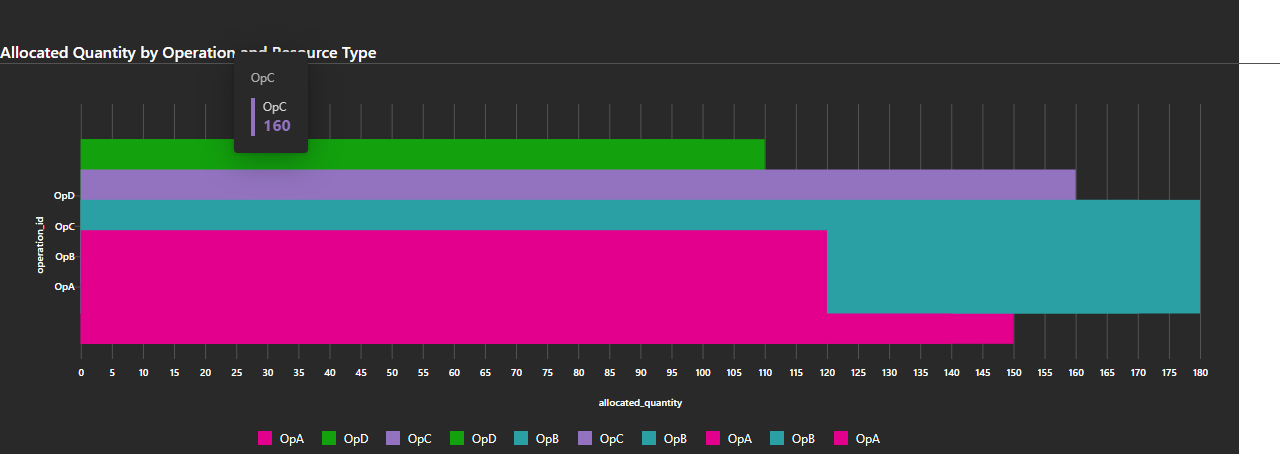 Allocated Quantity by Operation and Resource Type
OpC
OpC
160
OpD
OpC
OpB
OpA
operation_id
0 5 10 15 20 25 30 35 40 45 50 55 60 65 70 75 80 85 90 95 100 105 110 115 120 125 130 135 140 145 150 155 160 165 170 175 180
allocated_quantity
OpA OpD OpC OpD OpB OpC OpB OpA OpB OpA